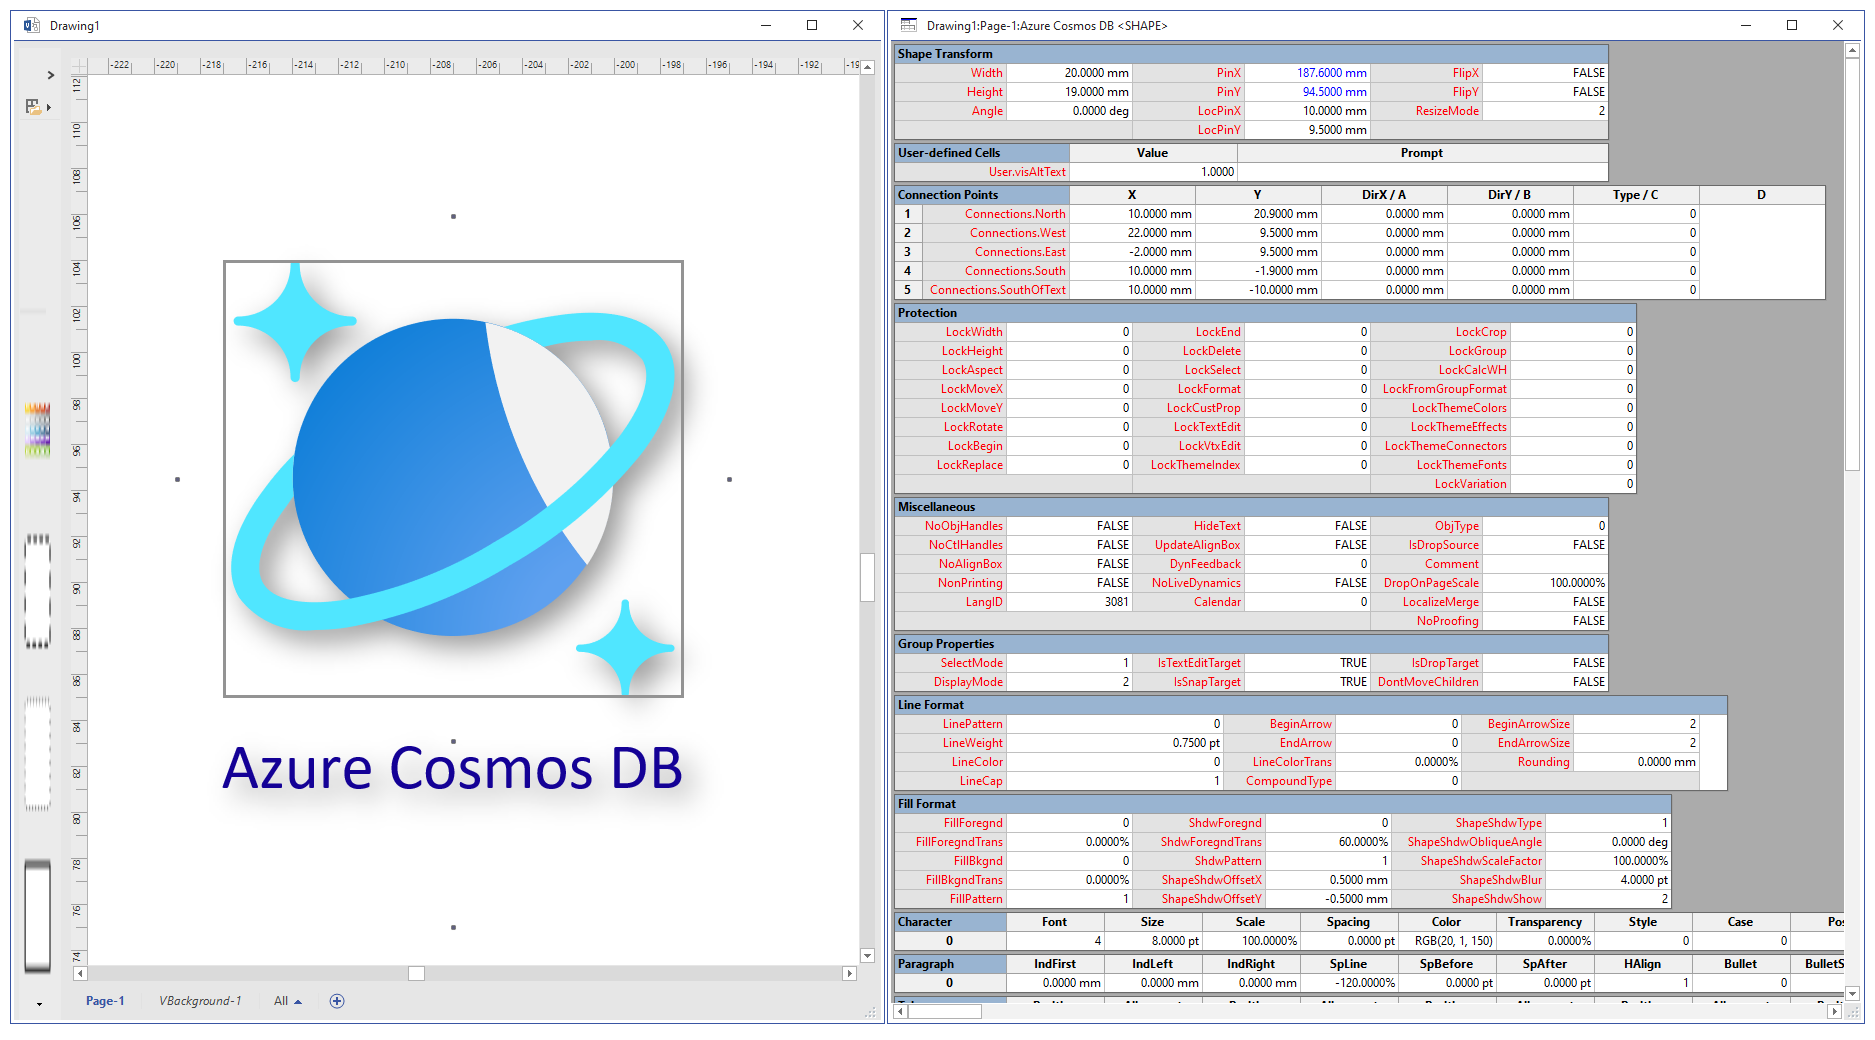 Drawing1
-222 -220 -218 -216 -214 -212 -210 -208 -206 -204 -202 -200 -198 -196 -194 -192 -19
112
110
108
106
104
102
100
98
96
94
92
90
88
86
84
82
80
78
76
74
Azure Cosmos DB
Page-1 VBackground-1 All
Drawing1:Page-1:Azure Cosmos DB <SHAPE>
Shape Transform
Width 20.0000 mm PinX 187.6000 mm FlipX FALSE
Height 19.0000 mm PinY 94.5000 mm FlipY FALSE
Angle 0.0000 deg LocPinX 10.0000 mm ResizeMode 2
LocPinY 9.5000 mm
User-defined Cells Value Prompt
User.visAltText 1.0000
Connection Points X Y DirX / A DirY / B Type / C D
1 Connections.North 10.0000 mm 20.9000 mm 0.0000 mm 0.0000 mm 0
2 Connections.West 22.0000 mm 9.5000 mm 0.0000 mm 0.0000 mm 0
3 Connections.East -2.0000 mm 9.5000 mm 0.0000 mm 0.0000 mm 0
4 Connections.South 10.0000 mm -1.9000 mm 0.0000 mm 0.0000 mm 0
5 Connections.SouthOfText 10.0000 mm -10.0000 mm 0.0000 mm 0.0000 mm 0
Protection
LockWidth 0 LockEnd 0 LockCrop 0
LockHeight 0 LockDelete 0 LockGroup 0
LockAspect 0 LockSelect 0 LockCalcWH 0
LockMoveX 0 LockFormat 0 LockFromGroupFormat 0
LockMoveY 0 LockCustProp 0 LockThemeColors 0
LockRotate 0 LockTextEdit 0 LockThemeEffects 0
LockBegin 0 LockVtxEdit 0 LockThemeConnectors 0
LockReplace 0 LockThemeIndex 0 LockThemeFonts 0
LockVariation 0
Miscellaneous
NoObjHandles FALSE HideText FALSE ObjType 0
NoCtlHandles FALSE UpdateAlignBox FALSE IsDropSource FALSE
NoAlignBox FALSE DynFeedback 0 Comment
NonPrinting FALSE NoLiveDynamics FALSE DropOnPageScale 100.0000%
LangID 3081 Calendar 0 LocalizeMerge FALSE
NoProofing FALSE
Group Properties
SelectMode 1 IsTextEditTarget TRUE IsDropTarget FALSE
DisplayMode 2 IsSnapTarget TRUE DontMoveChildren FALSE
Line Format
LinePattern 0 BeginArrow 0 BeginArrowSize 2
LineWeight 0.7500 pt EndArrow 0 EndArrowSize 2
LineColor 0 LineColorTrans 0.0000% Rounding 0.0000 mm
LineCap 1 CompoundType 0
Fill Format
FillForegnd 0 ShdwForegnd 0 ShapeShdwType 1
FillForegndTrans 0.0000% ShdwForegndTrans 60.0000% ShapeShdwObliqueAngle 0.0000 deg
FillBkgnd 0 ShdwPattern 1 ShapeShdwScaleFactor 100.0000%
FillBkgndTrans 0.0000% ShapeShdwOffsetX 0.5000 mm ShapeShdwBlur 4.0000 pt
FillPattern 1 ShapeShdwOffsetY -0.5000 mm ShapeShdwShow 2
Character Font Size Scale Spacing Color Transparency Style Case Pos
0 4 8.0000 pt 100.0000% 0.0000 pt RGB(20, 1, 150) 0.0000% 0 0
Paragraph IndFirst IndLeft IndRight SpLine SpBefore SpAfter HAlign Bullet BulletS
0 0.0000 mm 0.0000 mm 0.0000 mm -120.0000% 0.0000 pt 0.0000 pt 1 0